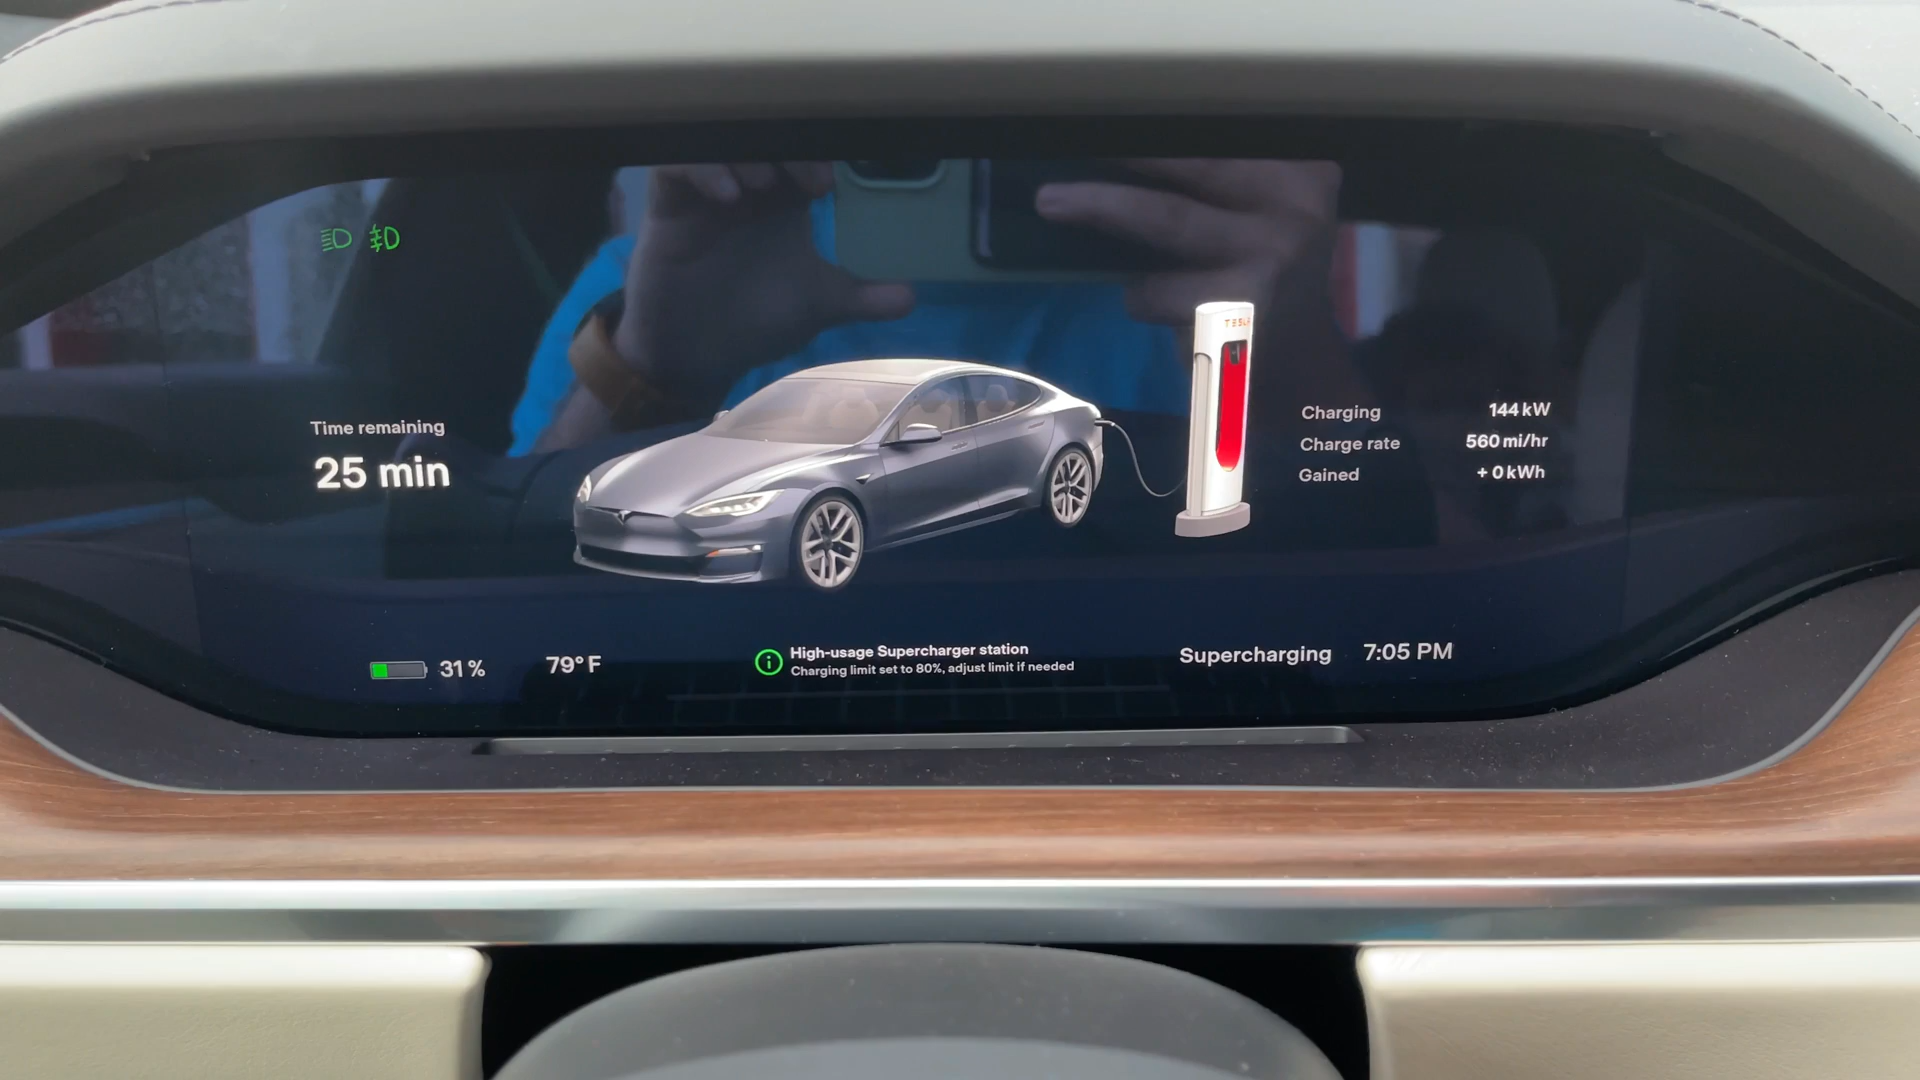 Time remaining
25 min
TESLA
Charging 144 kW
Charge rate 560 mi/hr
Gained + 0 kWh
31 %
79° F
High-usage Supercharger station
Charging limit set to 80%, adjust limit if needed
Supercharging 7:05 PM